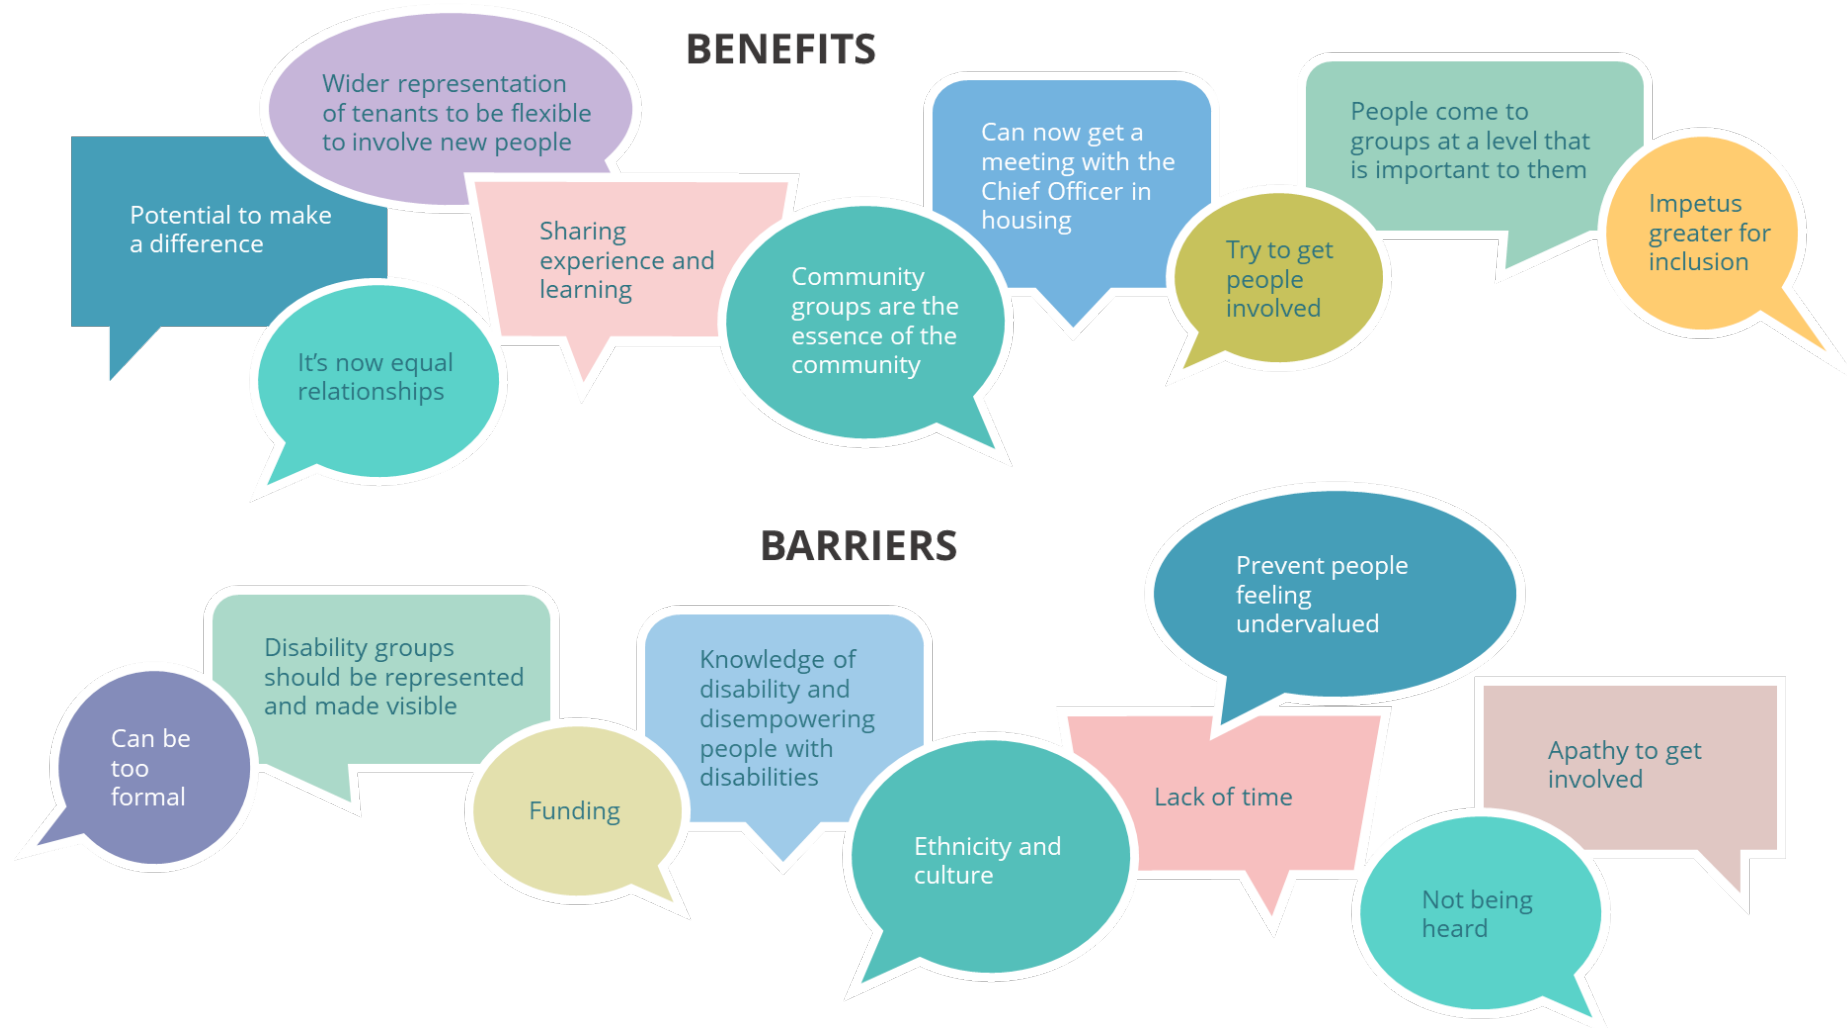 BENEFITS
Wider representation
of tenants to be flexible
to involve new people
Potential to make
a difference
It’s now equal
relationships
Sharing
experience and
learning
Community
groups are the
essence of the
community
Can now get a
meeting with the
Chief Officer in
housing
Try to get
people
involved
People come to
groups at a level that
is important to them
Impetus
greater for
inclusion
BARRIERS
Can be
too
formal
Disability groups
should be represented
and made visible
Funding
Knowledge of
disability and
disempowering
people with
disabilities
Ethnicity and
culture
Prevent people
feeling
undervalued
Lack of time
Not being
heard
Apathy to get
involved